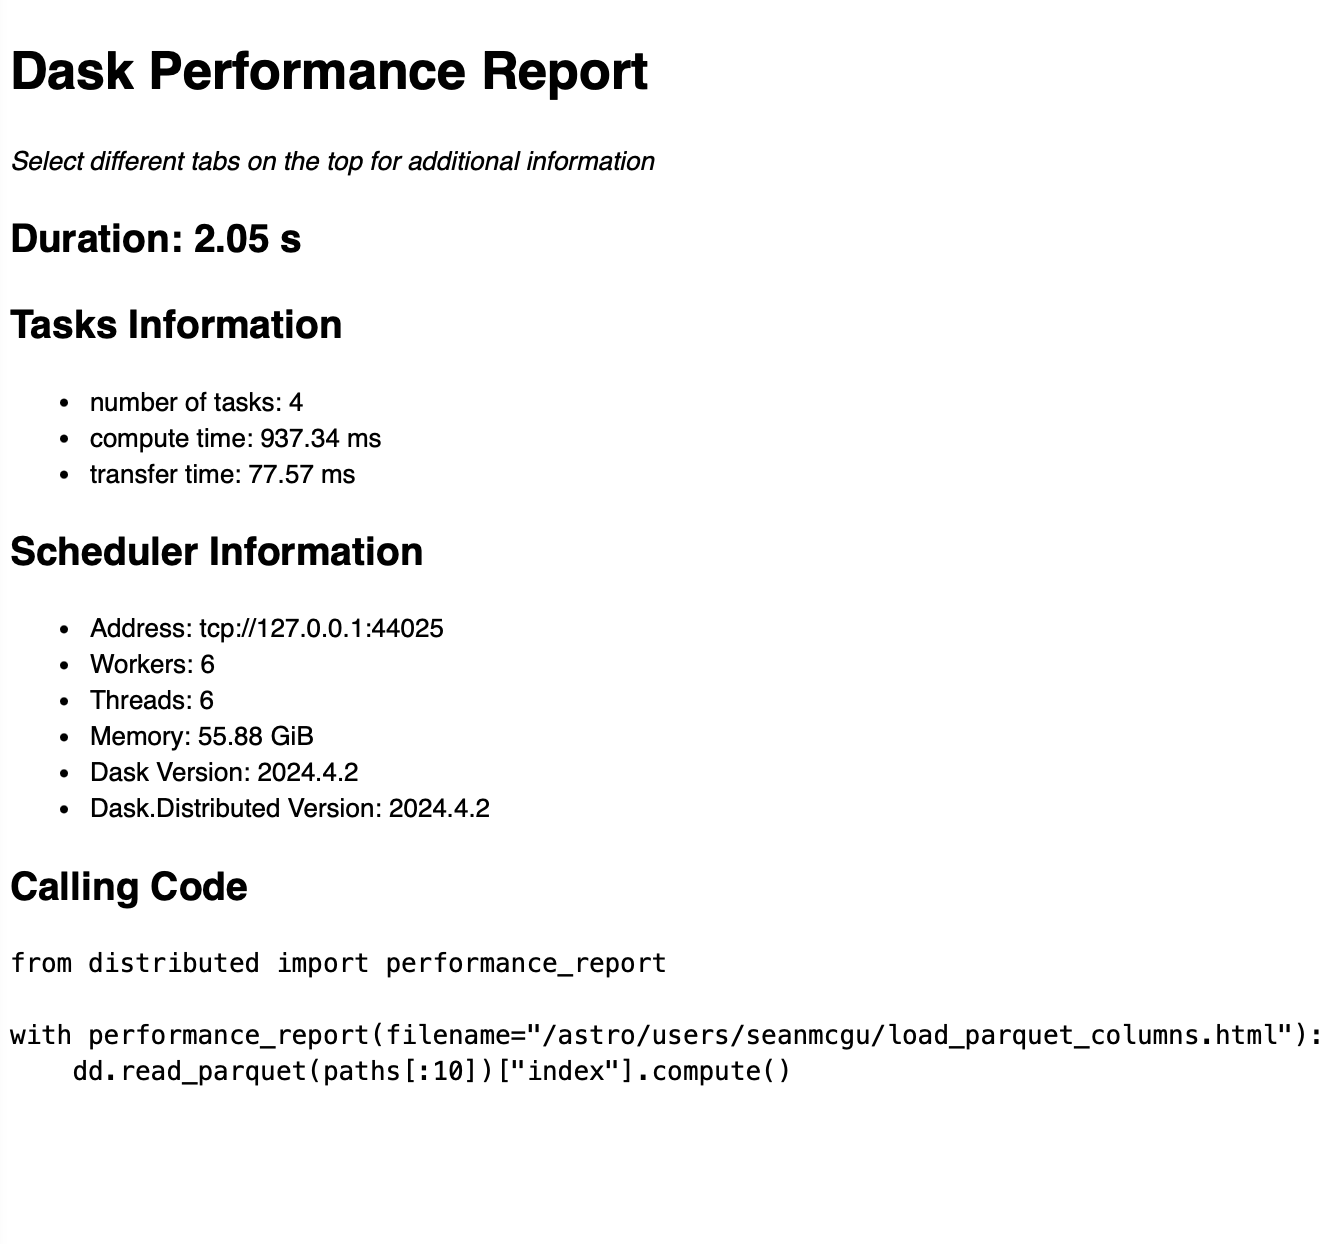 Dask Performance Report
Select different tabs on the top for additional information
Duration: 2.05 s
Tasks Information
• number of tasks: 4
• compute time: 937.34 ms
• transfer time: 77.57 ms
Scheduler Information
• Address: tcp://127.0.0.1:44025
• Workers: 6
• Threads: 6
• Memory: 55.88 GiB
• Dask Version: 2024.4.2
• Dask.Distributed Version: 2024.4.2
Calling Code
from distributed import performance_report
with performance_report(filename="/astro/users/seanmcgu/load_parquet_columns.html"):
    dd.read_parquet(paths[:10])["index"].compute()